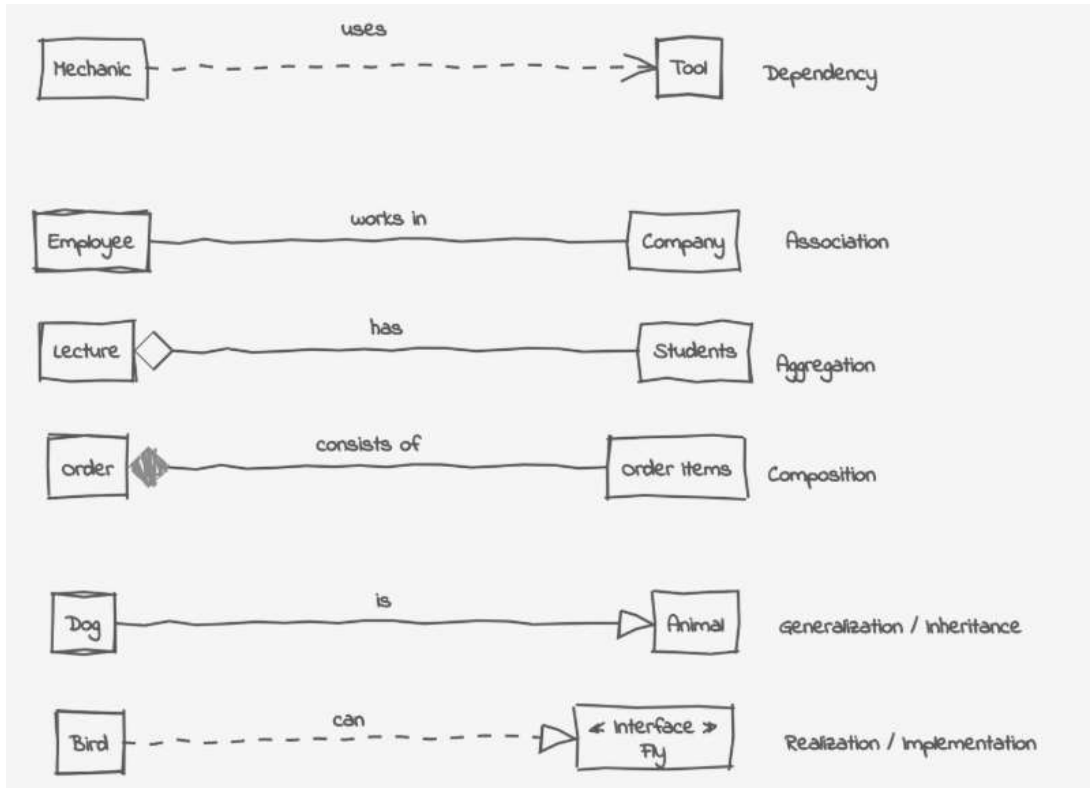 uses
Mechanic
Tool
Dependency
works in
Employee
Company
Association
has
Lecture
Students
Aggregation
consists of
order
order items
Composition
is
Dog
Animal
Generalization / Inheritance
can
Bird
« Interface »
Fly
Realization / Implementation